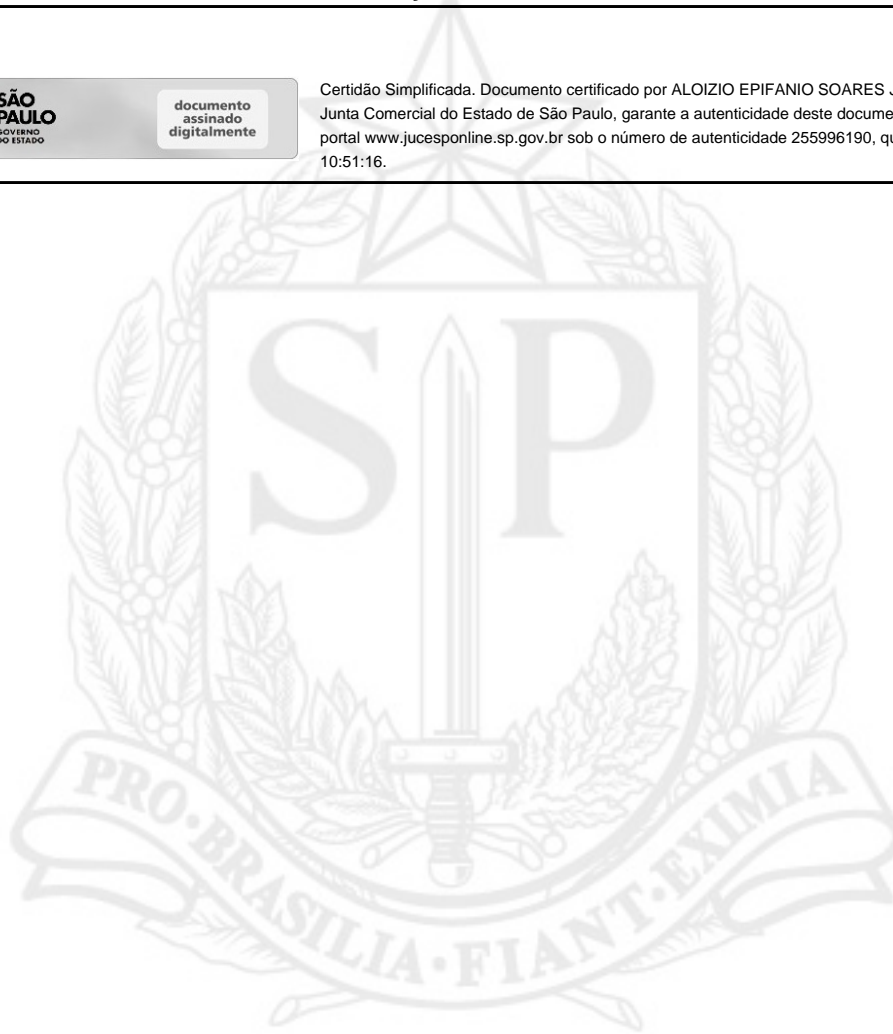 SÃO
PAULO
GOVERNO
DO ESTADO
documento
assinado
digitalmente
Certidão Simplificada. Documento certificado por ALOIZIO EPIFANIO SOARES J
Junta Comercial do Estado de São Paulo, garante a autenticidade deste docume
portal www.jucesponline.sp.gov.br sob o número de autenticidade 255996190, qu
10:51:16.
S P
PRO·BRASILIA·FIANT·EXIMIA